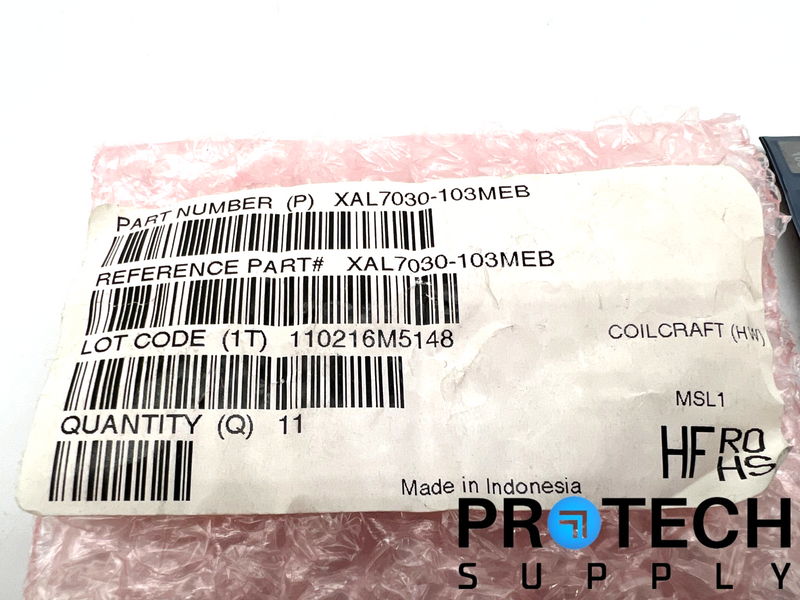 PART NUMBER (P) XAL7030-103MEB
REFERENCE PART# XAL7030-103MEB
LOT CODE (1T) 110216M5148
COILCRAFT (HW)
MSL1
QUANTITY (Q) 11
HF RO
HS
Made in Indonesia
PROTECH
SUPPLY